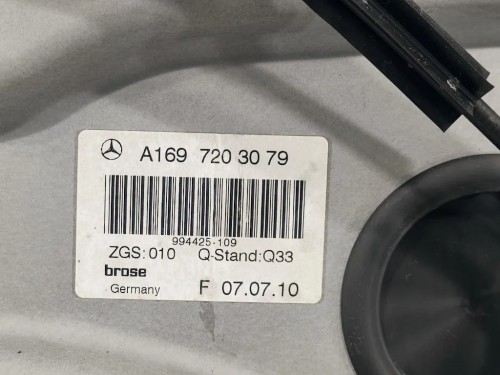 A169 720 30 79
994425-109
ZGS:010 Q-Stand:Q33
brose
Germany F 07.07.10